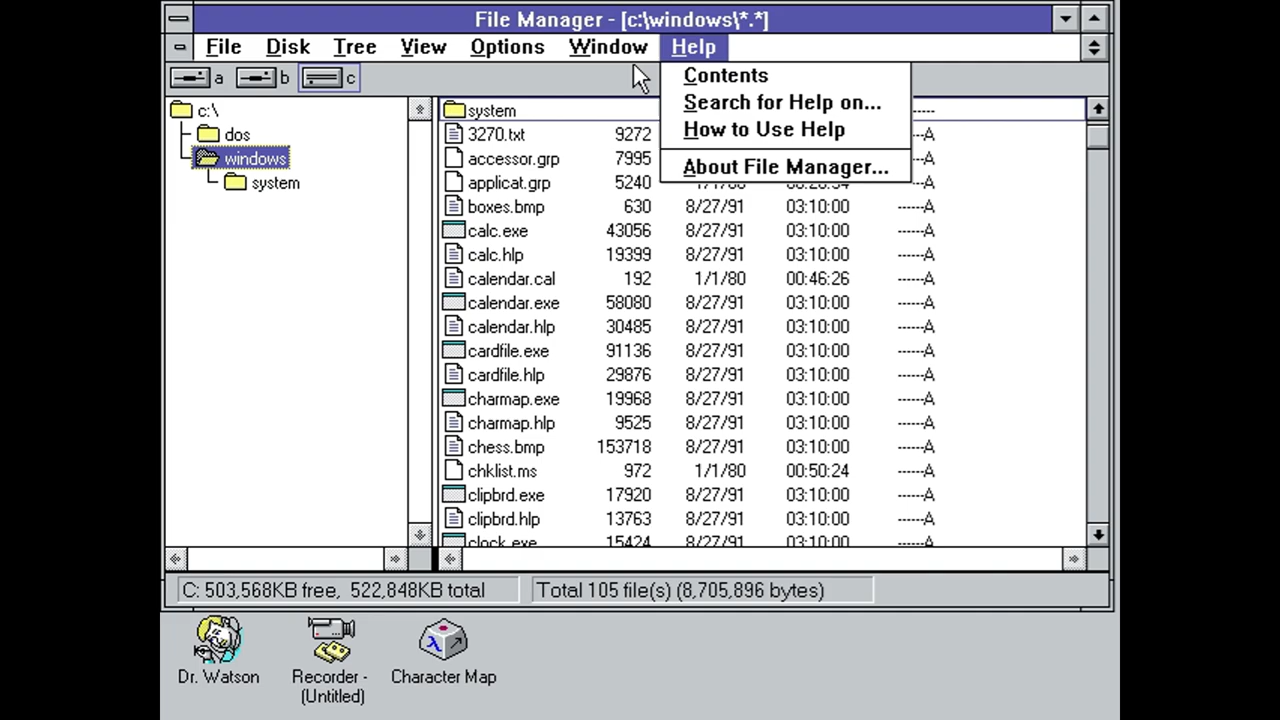 File Manager - [c:\windows\*.*]
File Disk Tree View Options Window Help
a b c
Contents
Search for Help on...
How to Use Help
About File Manager...
c:\
dos
windows
system
system -----
3270.txt 9272 ------A
accessor.grp 7995 ------A
applicat.grp 5240 ------A
boxes.bmp 630 8/27/91 03:10:00 ------A
calc.exe 43056 8/27/91 03:10:00 ------A
calc.hlp 19399 8/27/91 03:10:00 ------A
calendar.cal 192 1/1/80 00:46:26 ------A
calendar.exe 58080 8/27/91 03:10:00 ------A
calendar.hlp 30485 8/27/91 03:10:00 ------A
cardfile.exe 91136 8/27/91 03:10:00 ------A
cardfile.hlp 29876 8/27/91 03:10:00 ------A
charmap.exe 19968 8/27/91 03:10:00 ------A
charmap.hlp 9525 8/27/91 03:10:00 ------A
chess.bmp 153718 8/27/91 03:10:00 ------A
chklist.ms 972 1/1/80 00:50:24 ------A
clipbrd.exe 17920 8/27/91 03:10:00 ------A
clipbrd.hlp 13763 8/27/91 03:10:00 ------A
clock.exe 15424 8/27/91 03:10:00 ------A
C: 503,568KB free, 522,848KB total
Total 105 file(s) (8,705,896 bytes)
Dr. Watson
Recorder -
(Untitled)
Character Map